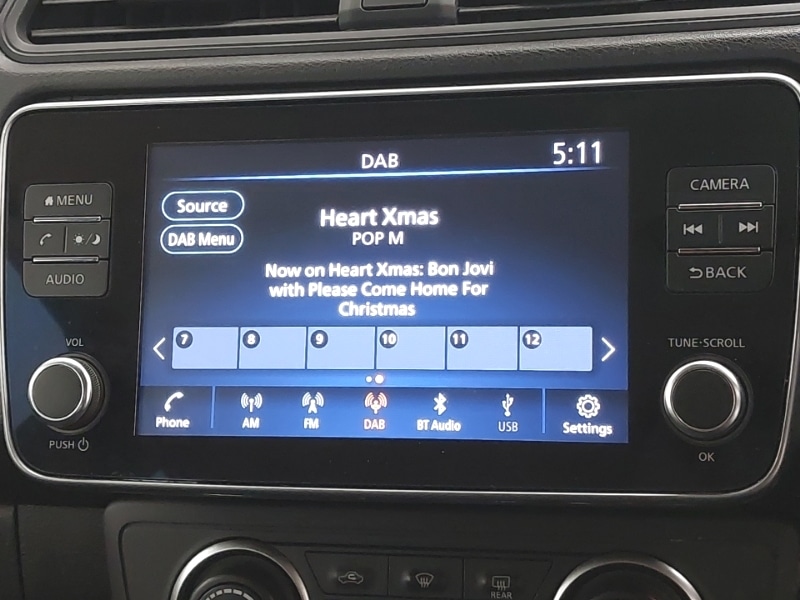 DAB
5:11
MENU
AUDIO
VOL
PUSH
Source
DAB Menu
Heart Xmas
POP M
Now on Heart Xmas: Bon Jovi
with Please Come Home For
Christmas
7 8 9 10 11 12
Phone AM FM DAB BT Audio USB Settings
CAMERA
BACK
TUNE·SCROLL
OK
REAR